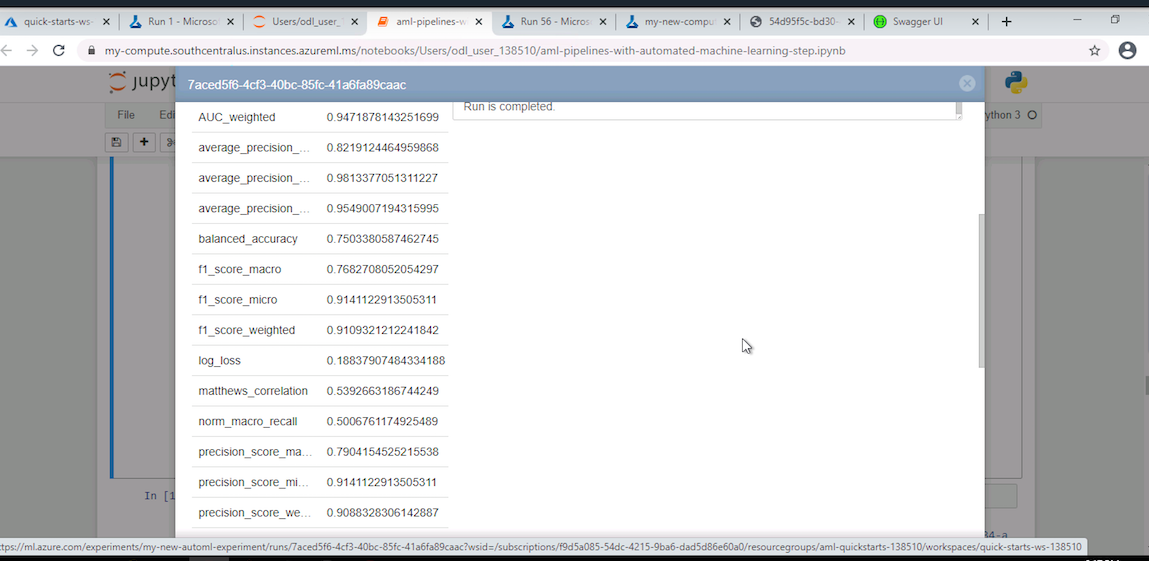 quick-starts-ws-
Run 1 - Microso
Users/odl_user_
aml-pipelines-w
Run 56 - Micros
my-new-compu
54d95f5c-bd30-
Swagger UI
my-compute.southcentralus.instances.azureml.ms/notebooks/Users/odl_user_138510/aml-pipelines-with-automated-machine-learning-step.ipynb
jupyt
7aced5f6-4cf3-40bc-85fc-41a6fa89caac
File Edi
ython 3
Run is completed.
AUC_weighted 0.9471878143251699
average_precision_... 0.8219124464959868
average_precision_... 0.9813377051311227
average_precision_... 0.9549007194315995
balanced_accuracy 0.7503380587462745
f1_score_macro 0.7682708052054297
f1_score_micro 0.9141122913505311
f1_score_weighted 0.9109321212241842
log_loss 0.18837907484334188
matthews_correlation 0.5392663186744249
norm_macro_recall 0.5006761174925489
precision_score_ma... 0.7904154525215538
precision_score_mi... 0.9141122913505311
In [1
precision_score_we... 0.9088328306142887
34-a
ttps://ml.azure.com/experiments/my-new-automl-experiment/runs/7aced5f6-4cf3-40bc-85fc-41a6fa89caac?wsid=/subscriptions/f9d5a085-54dc-4215-9ba6-dad5d86e60a0/resourcegroups/aml-quickstarts-138510/workspaces/quick-starts-ws-138510